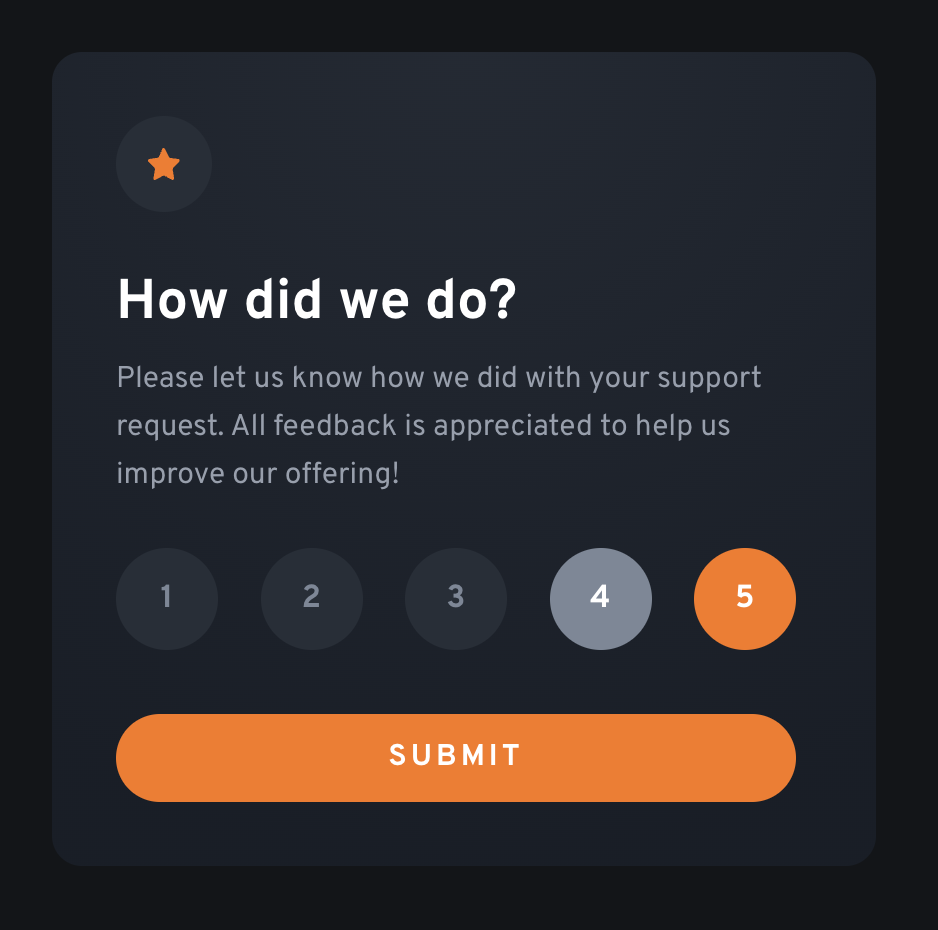 How did we do?
Please let us know how we did with your support
request. All feedback is appreciated to help us
improve our offering!
1 2 3 4 5
SUBMIT